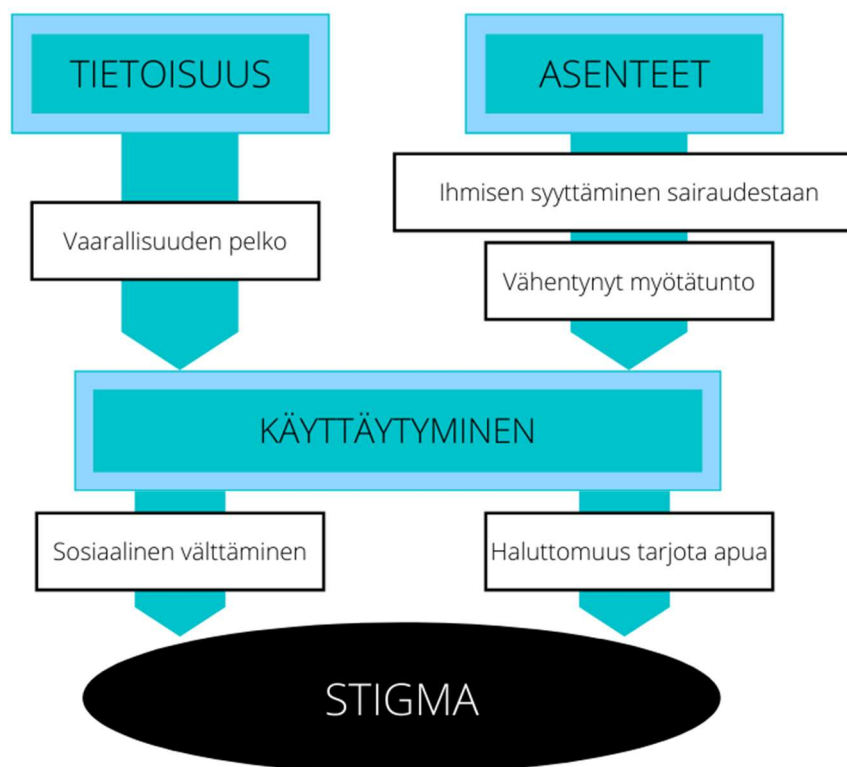 TIETOISUUS
ASENTEET
Ihmisen syyttäminen sairaudestaan
Vaarallisuuden pelko
Vähentynyt myötätunto
KÄYTTÄYTYMINEN
Sosiaalinen välttäminen
Haluttomuus tarjota apua
STIGMA